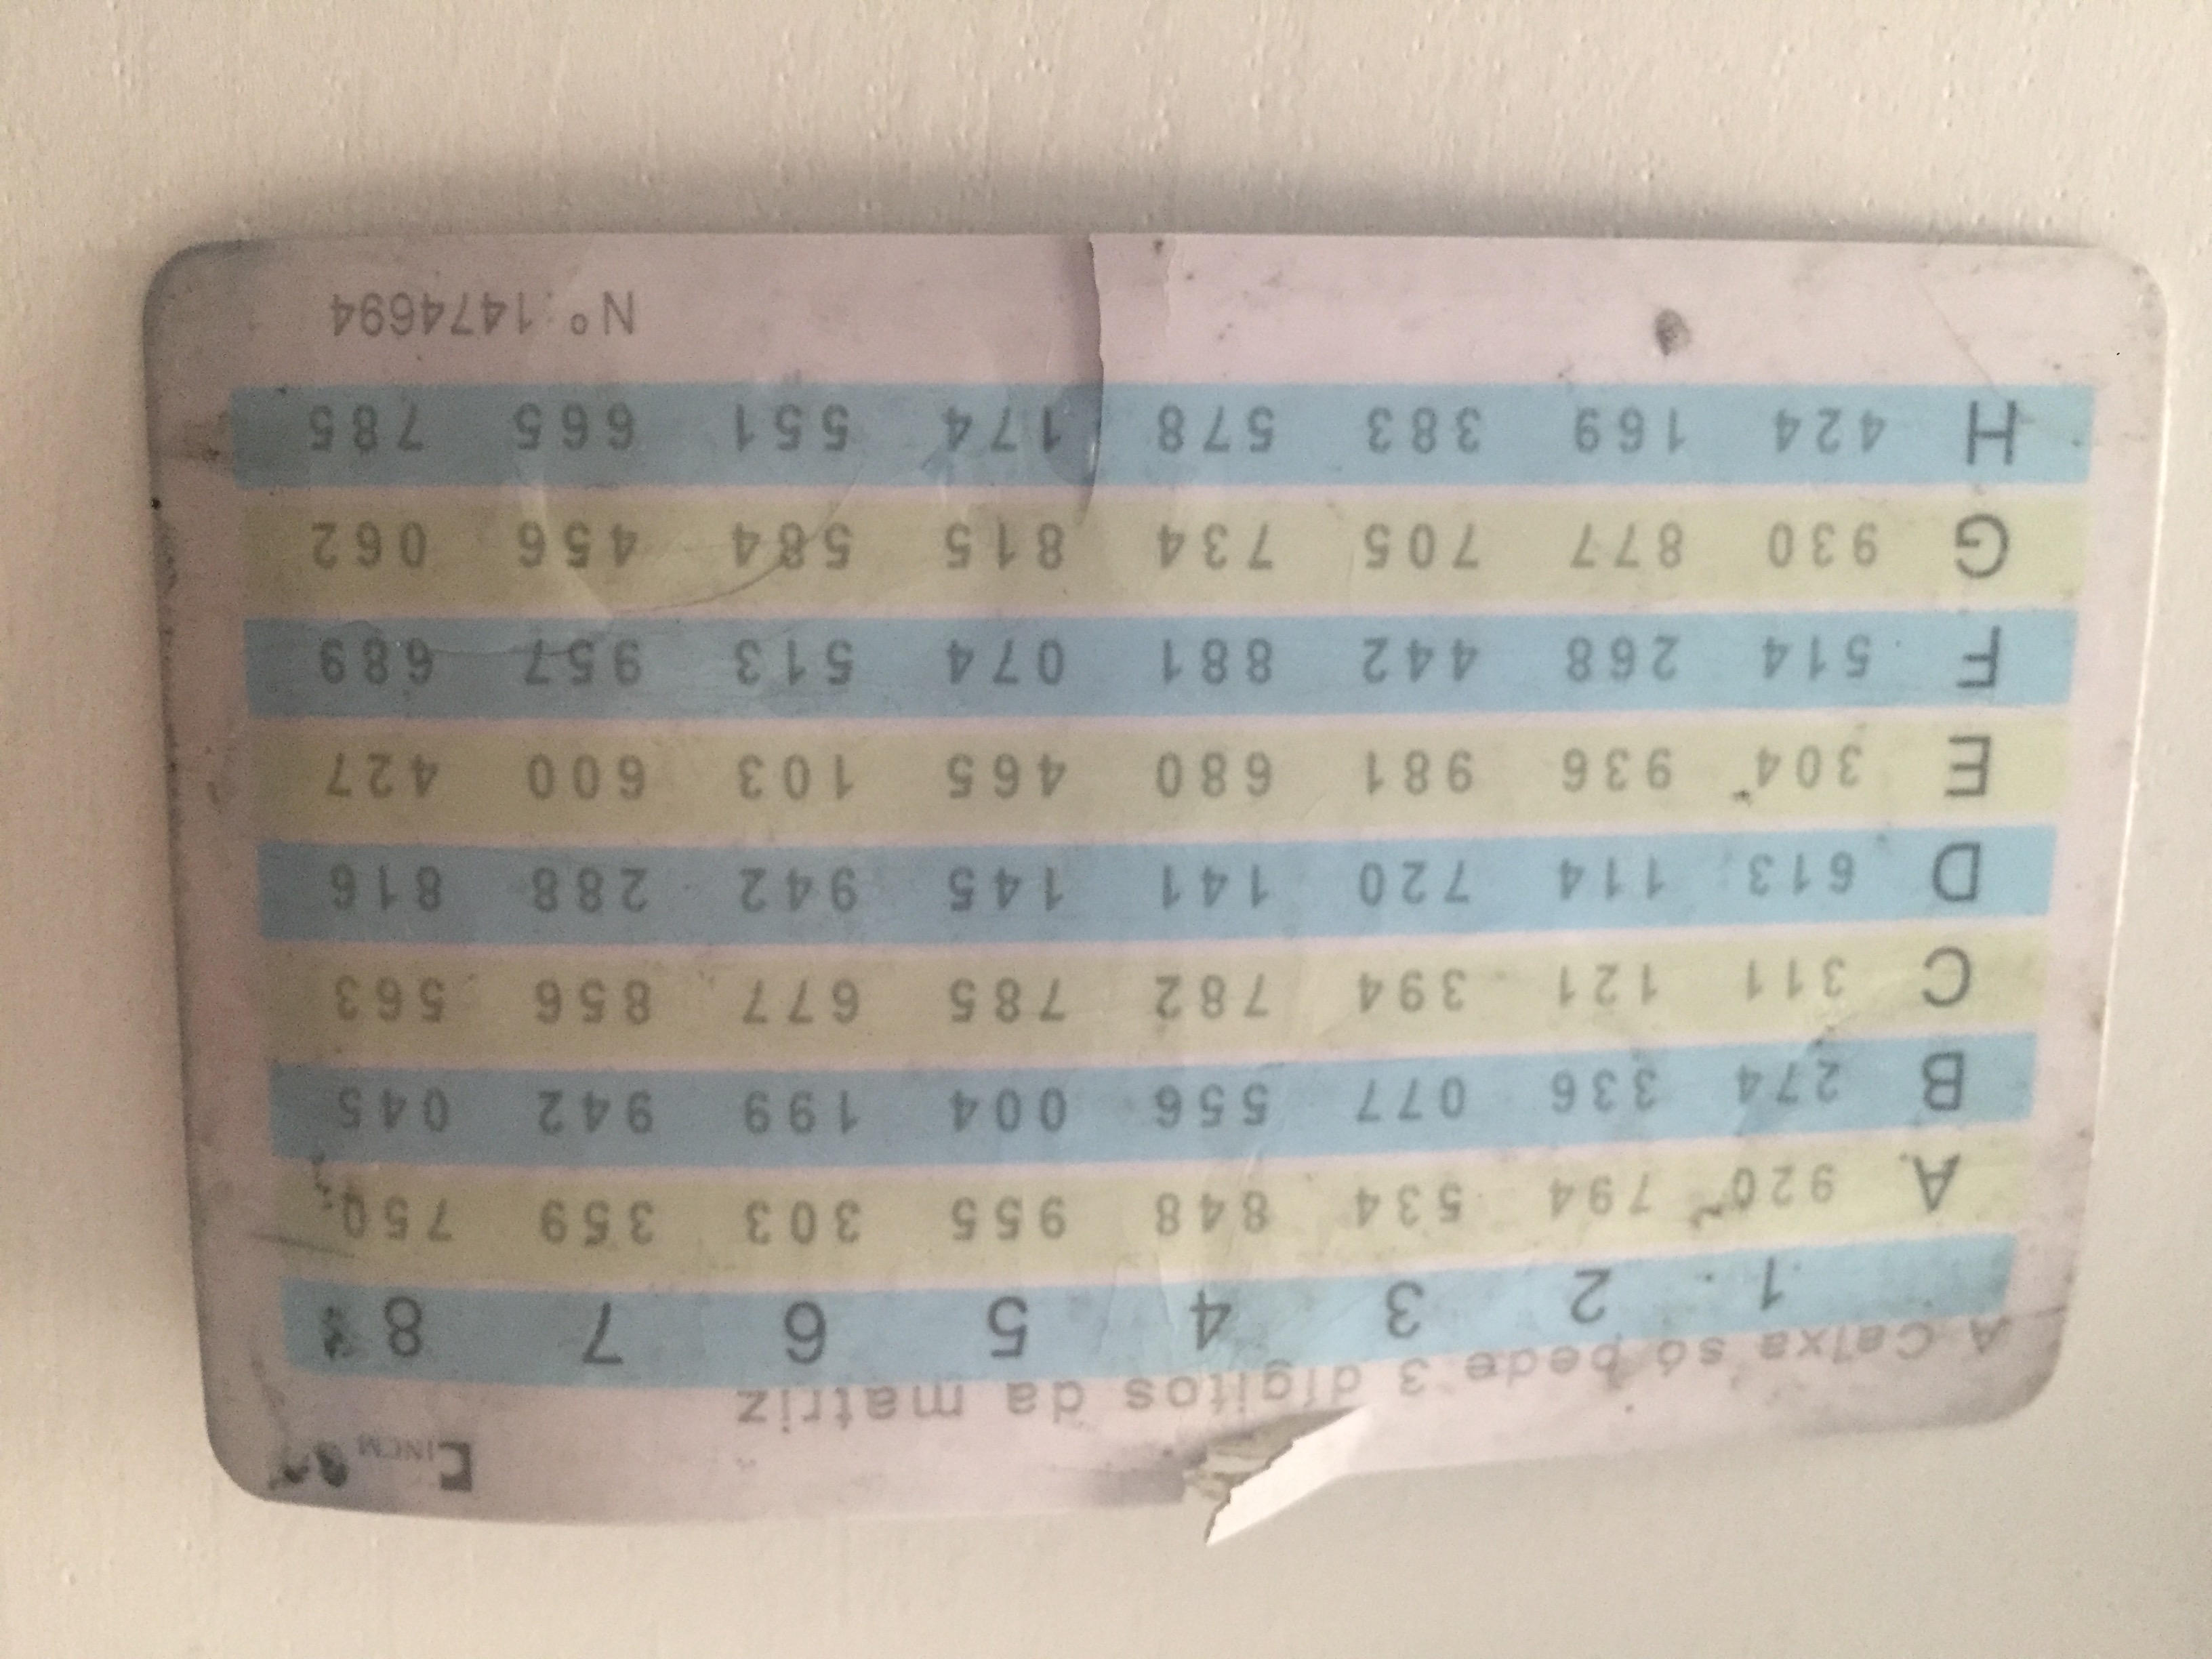 INCM
A Caixa só pede 3 dígitos da matriz
1 2 3 4 5 6 7 8
A 920 794 534 848 955 303 359 750
B 274 336 077 556 004 199 942 045
C 311 121 394 782 785 677 856 563
D 613 114 720 141 145 942 288 816
E 304 936 981 680 465 103 600 427
F 514 268 442 881 074 513 957 689
G 930 877 705 734 815 584 456 062
H 424 169 383 578 174 551 665 785
Nº:1474694